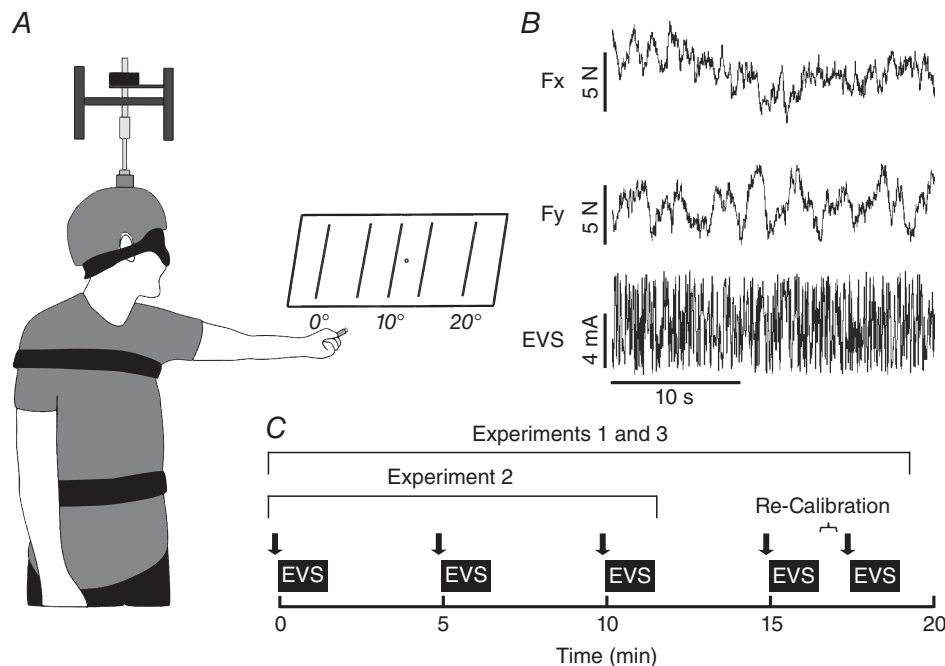 A
0°
10°
20°
B
Fx
5 N
Fy
5 N
EVS
4 mA
10 s
C
Experiments 1 and 3
Experiment 2
Re-Calibration
EVS
EVS
EVS
EVS
EVS
0
5
10
15
20
Time (min)